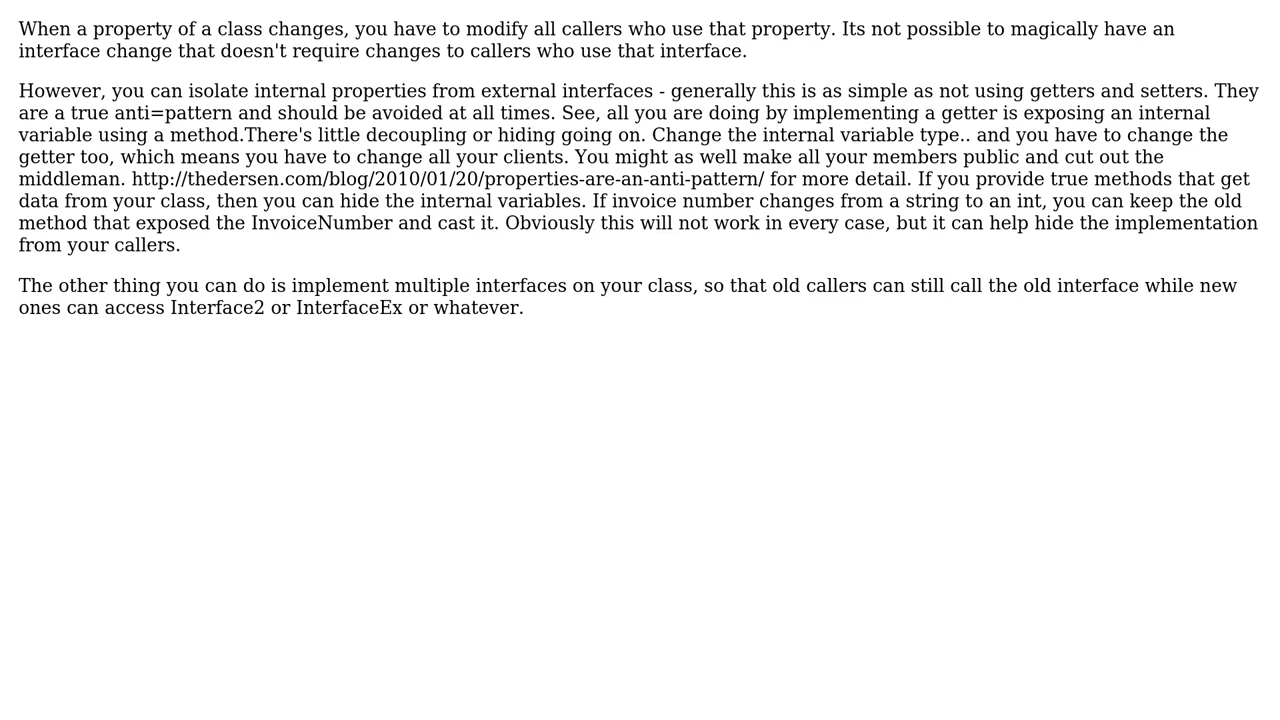 When a property of a class changes, you have to modify all callers who use that property. Its not possible to magically have an
interface change that doesn't require changes to callers who use that interface.
However, you can isolate internal properties from external interfaces - generally this is as simple as not using getters and setters. They
are a true anti=pattern and should be avoided at all times. See, all you are doing by implementing a getter is exposing an internal
variable using a method.There's little decoupling or hiding going on. Change the internal variable type.. and you have to change the
getter too, which means you have to change all your clients. You might as well make all your members public and cut out the
middleman. http://thedersen.com/blog/2010/01/20/properties-are-an-anti-pattern/ for more detail. If you provide true methods that get
data from your class, then you can hide the internal variables. If invoice number changes from a string to an int, you can keep the old
method that exposed the InvoiceNumber and cast it. Obviously this will not work in every case, but it can help hide the implementation
from your callers.
The other thing you can do is implement multiple interfaces on your class, so that old callers can still call the old interface while new
ones can access Interface2 or InterfaceEx or whatever.